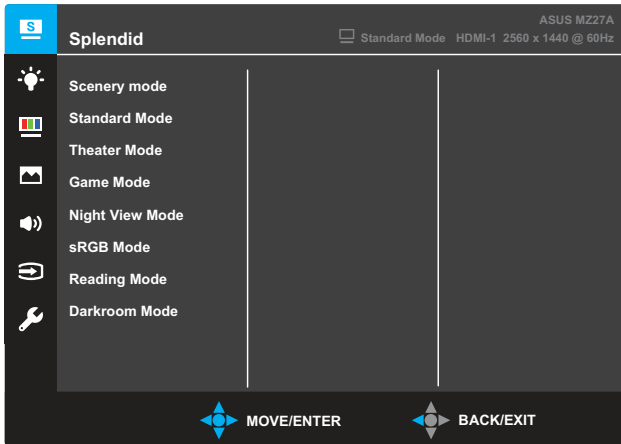 S
ASUS MZ27A
Splendid
Standard Mode HDMI-1 2560 x 1440 @ 60Hz
Scenery mode
Standard Mode
Theater Mode
Game Mode
Night View Mode
sRGB Mode
Reading Mode
Darkroom Mode
MOVE/ENTER BACK/EXIT